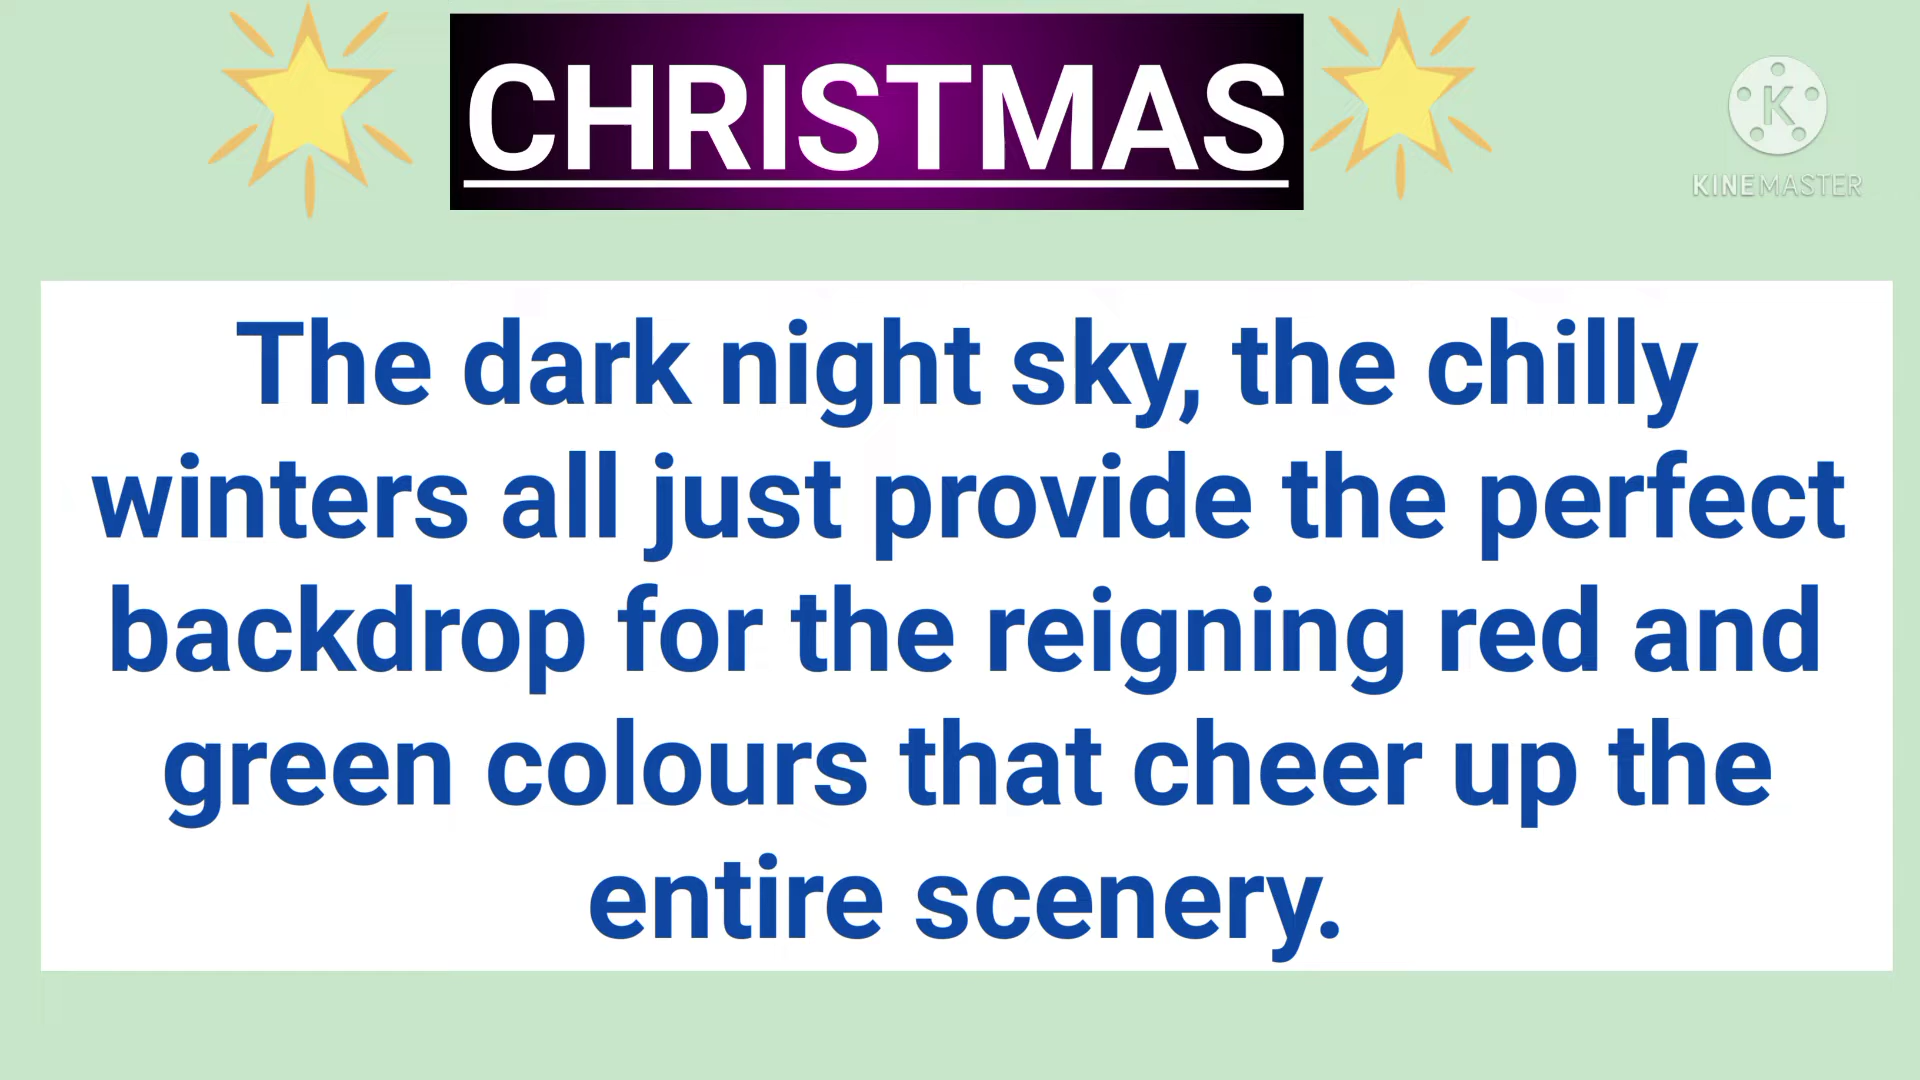 CHRISTMAS
KINEMASTER
The dark night sky, the chilly
winters all just provide the perfect
backdrop for the reigning red and
green colours that cheer up the
entire scenery.